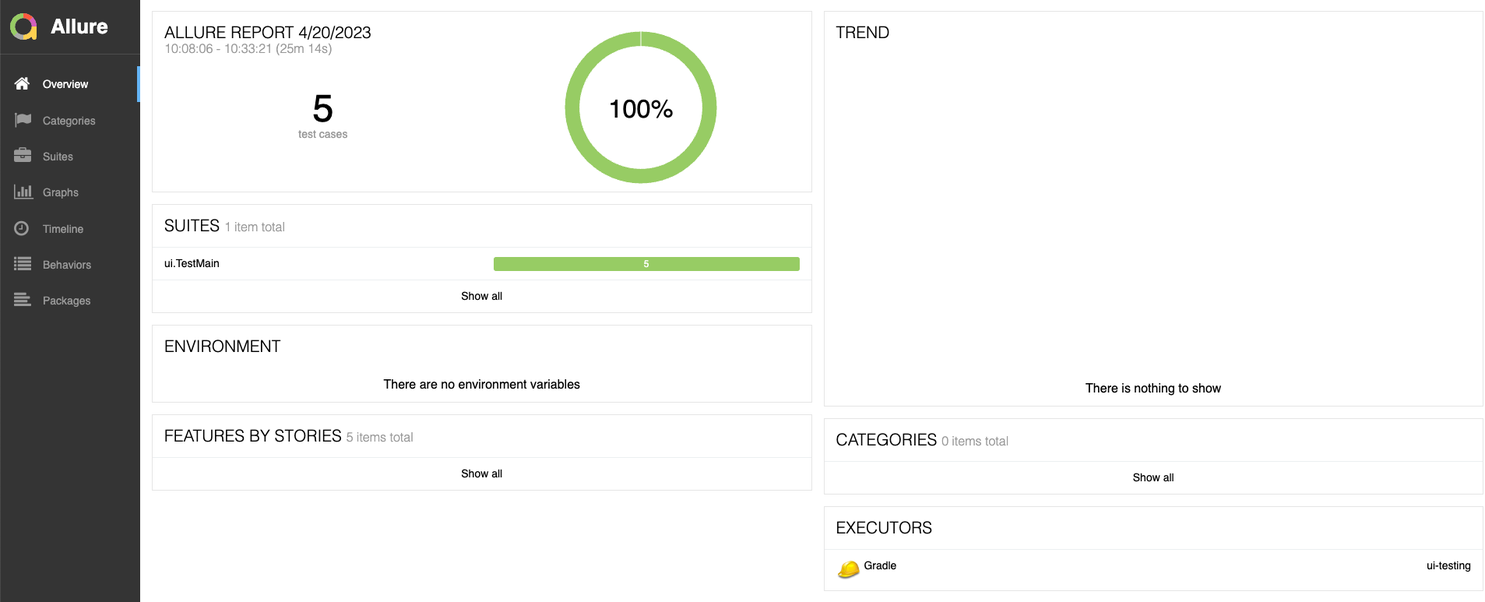 Allure
Overview
Categories
Suites
Graphs
Timeline
Behaviors
Packages
ALLURE REPORT 4/20/2023
10:08:06 - 10:33:21 (25m 14s)
5
test cases
100%
SUITES 1 item total
ui.TestMain 5
Show all
ENVIRONMENT
There are no environment variables
FEATURES BY STORIES 5 items total
Show all
TREND
There is nothing to show
CATEGORIES 0 items total
Show all
EXECUTORS
Gradle ui-testing